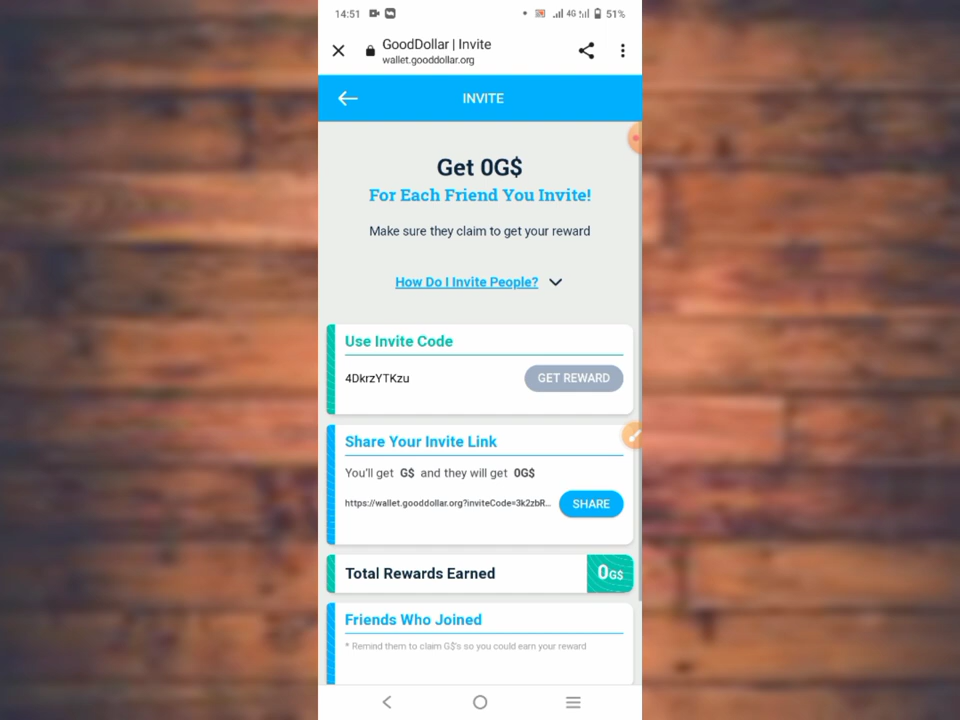 14:51 4G 51%
GoodDollar | Invite
wallet.gooddollar.org
INVITE
Get 0G$
For Each Friend You Invite!
Make sure they claim to get your reward
How Do I Invite People?
Use Invite Code
4DkrzYTKzu GET REWARD
Share Your Invite Link
You'll get G$ and they will get 0G$
https://wallet.gooddollar.org?inviteCode=3k2zbR... SHARE
Total Rewards Earned 0G$
Friends Who Joined
* Remind them to claim G$'s so you could earn your reward